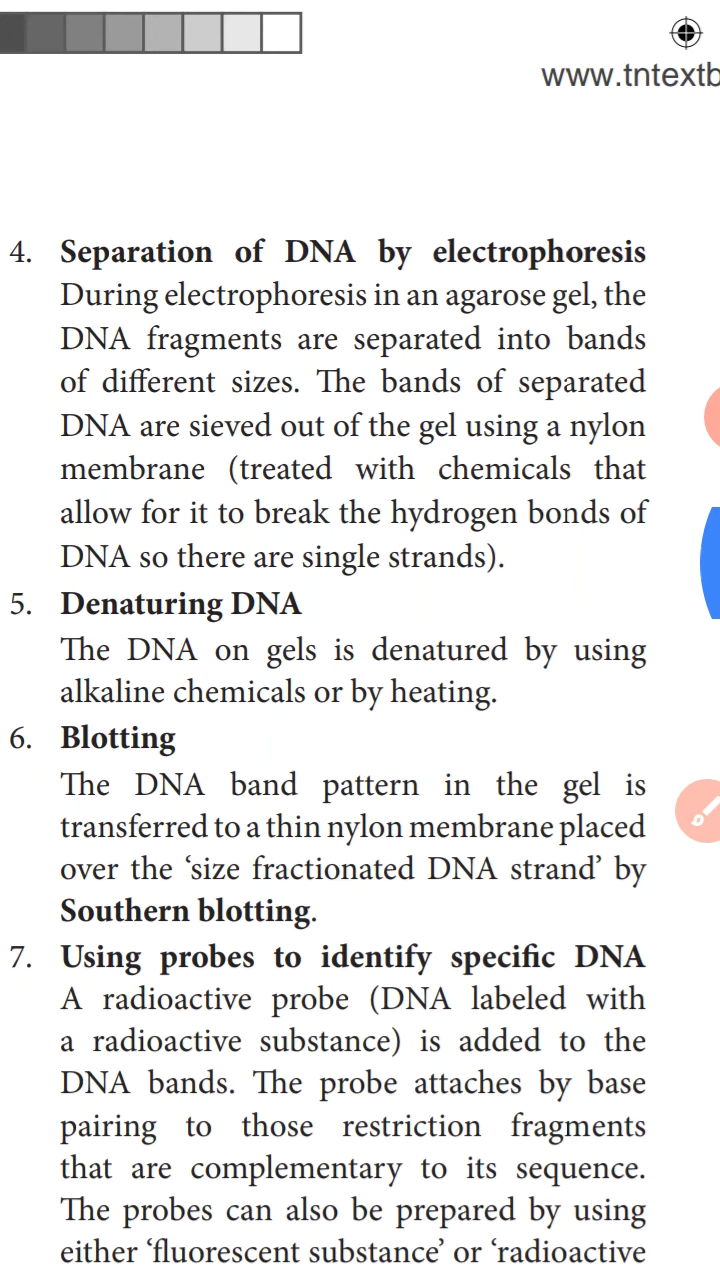 www.tntextb
4. Separation of DNA by electrophoresis
During electrophoresis in an agarose gel, the
DNA fragments are separated into bands
of different sizes. The bands of separated
DNA are sieved out of the gel using a nylon
membrane (treated with chemicals that
allow for it to break the hydrogen bonds of
DNA so there are single strands).
5. Denaturing DNA
The DNA on gels is denatured by using
alkaline chemicals or by heating.
6. Blotting
The DNA band pattern in the gel is
transferred to a thin nylon membrane placed
over the ‘size fractionated DNA strand’ by
Southern blotting.
7. Using probes to identify specific DNA
A radioactive probe (DNA labeled with
a radioactive substance) is added to the
DNA bands. The probe attaches by base
pairing to those restriction fragments
that are complementary to its sequence.
The probes can also be prepared by using
either ‘fluorescent substance’ or ‘radioactive